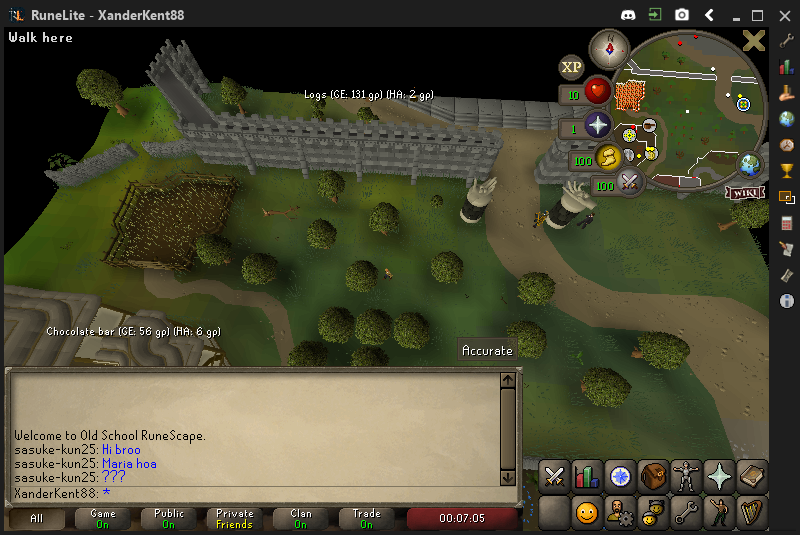 RuneLite - XanderKent88
Walk here
XP
Logs (GE: 131 gp) (HA: 2 gp)
10
1
100
100
WIKI
Chocolate bar (GE: 56 gp) (HA: 6 gp)
Accurate
Welcome to Old School RuneScape.
sasuke-kun25: Hi broo
sasuke-kun25: Maria hoa
sasuke-kun25: ???
XanderKent88: *
All
Game On
Public On
Private Friends
Clan On
Trade On
00:07:05